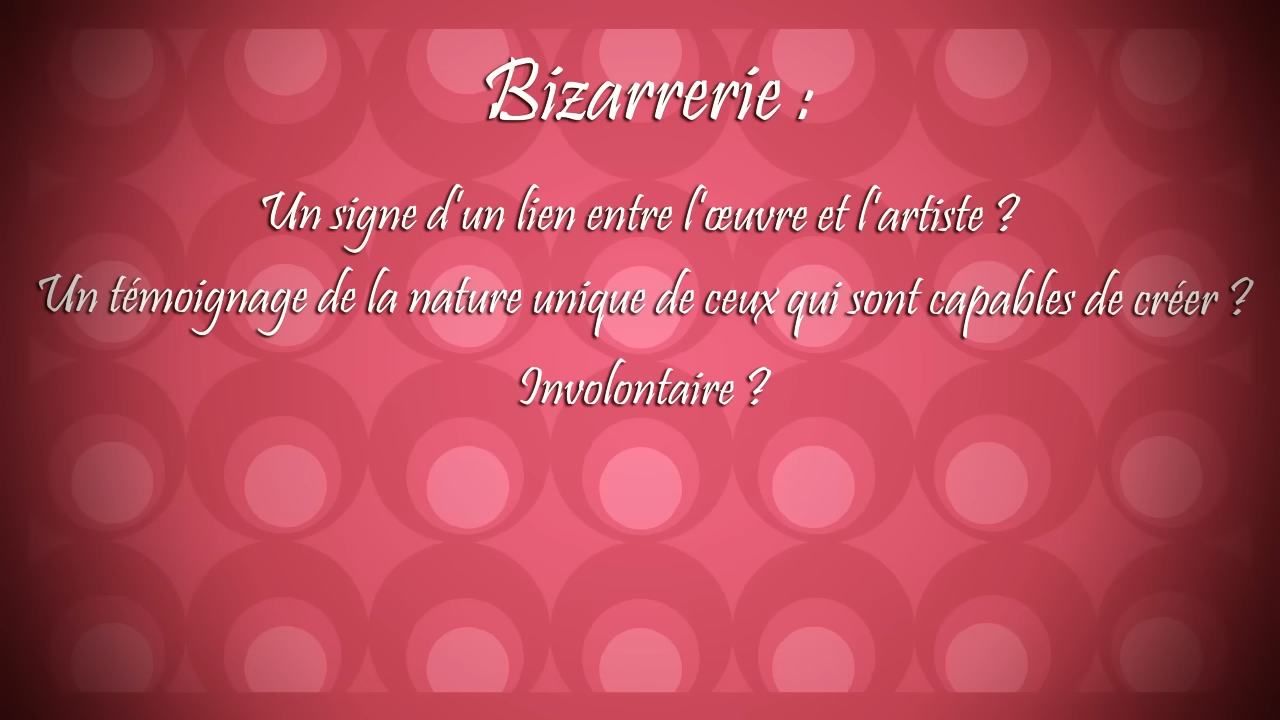 Bizarrerie :
Un signe d'un lien entre l'œuvre et l'artiste ?
Un témoignage de la nature unique de ceux qui sont capables de créer ?
Involontaire ?